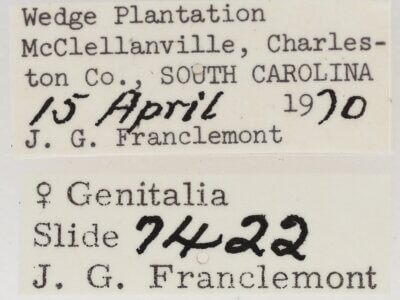 Wedge Plantation
McClellanville, Charles-
ton Co., SOUTH CAROLINA
15 April 1970
J. G. Franclemont
♀ Genitalia
Slide 7422
J. G. Franclemont